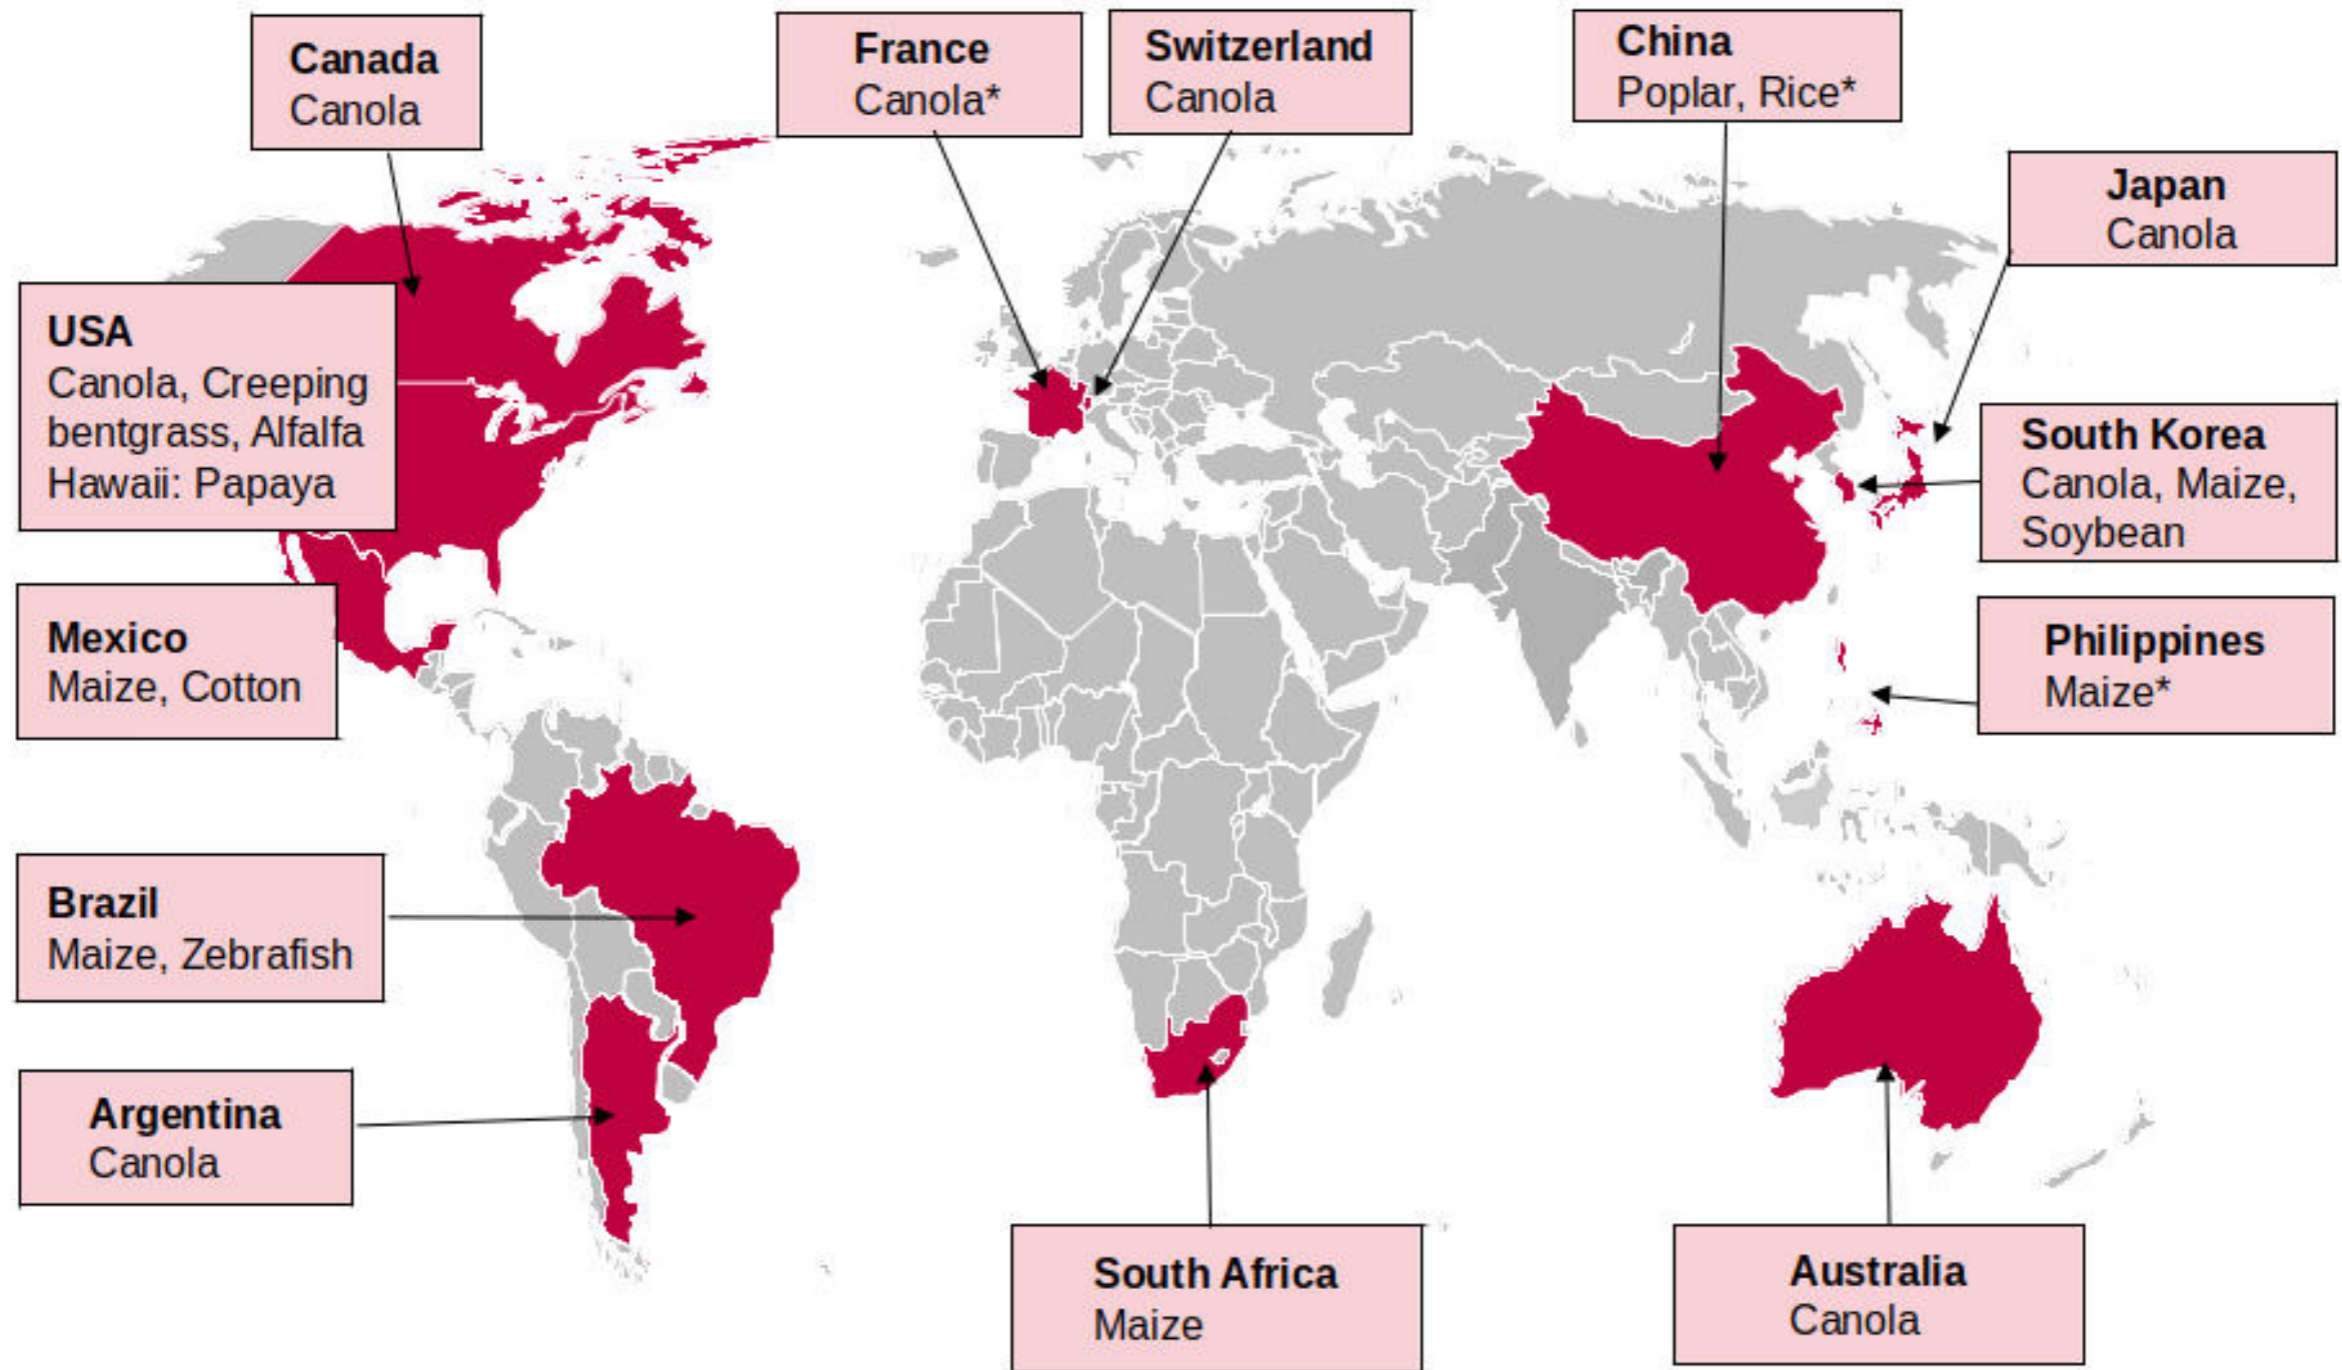 Canada
Canola
France
Canola*
Switzerland
Canola
China
Poplar, Rice*
Japan
Canola
USA
Canola, Creeping
bentgrass, Alfalfa
Hawaii: Papaya
South Korea
Canola, Maize,
Soybean
Mexico
Maize, Cotton
Philippines
Maize*
Brazil
Maize, Zebrafish
Argentina
Canola
South Africa
Maize
Australia
Canola